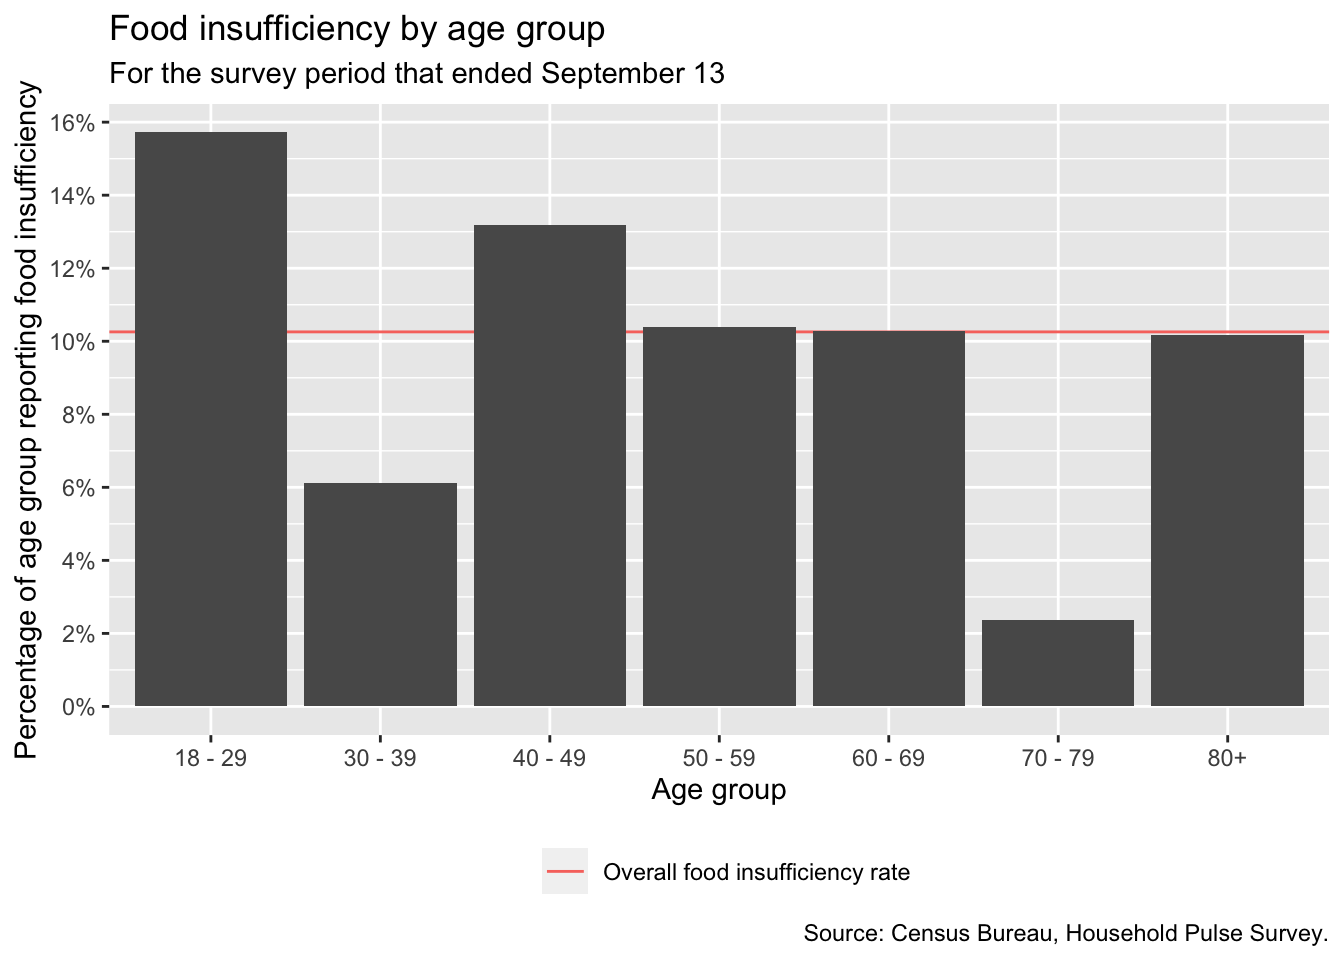 Food insufficiency by age group
For the survey period that ended September 13
Percentage of age group reporting food insufficiency
16%
14%
12%
10%
8%
6%
4%
2%
0%
18 - 29
30 - 39
40 - 49
50 - 59
60 - 69
70 - 79
80+
Age group
Overall food insufficiency rate
Source: Census Bureau, Household Pulse Survey.